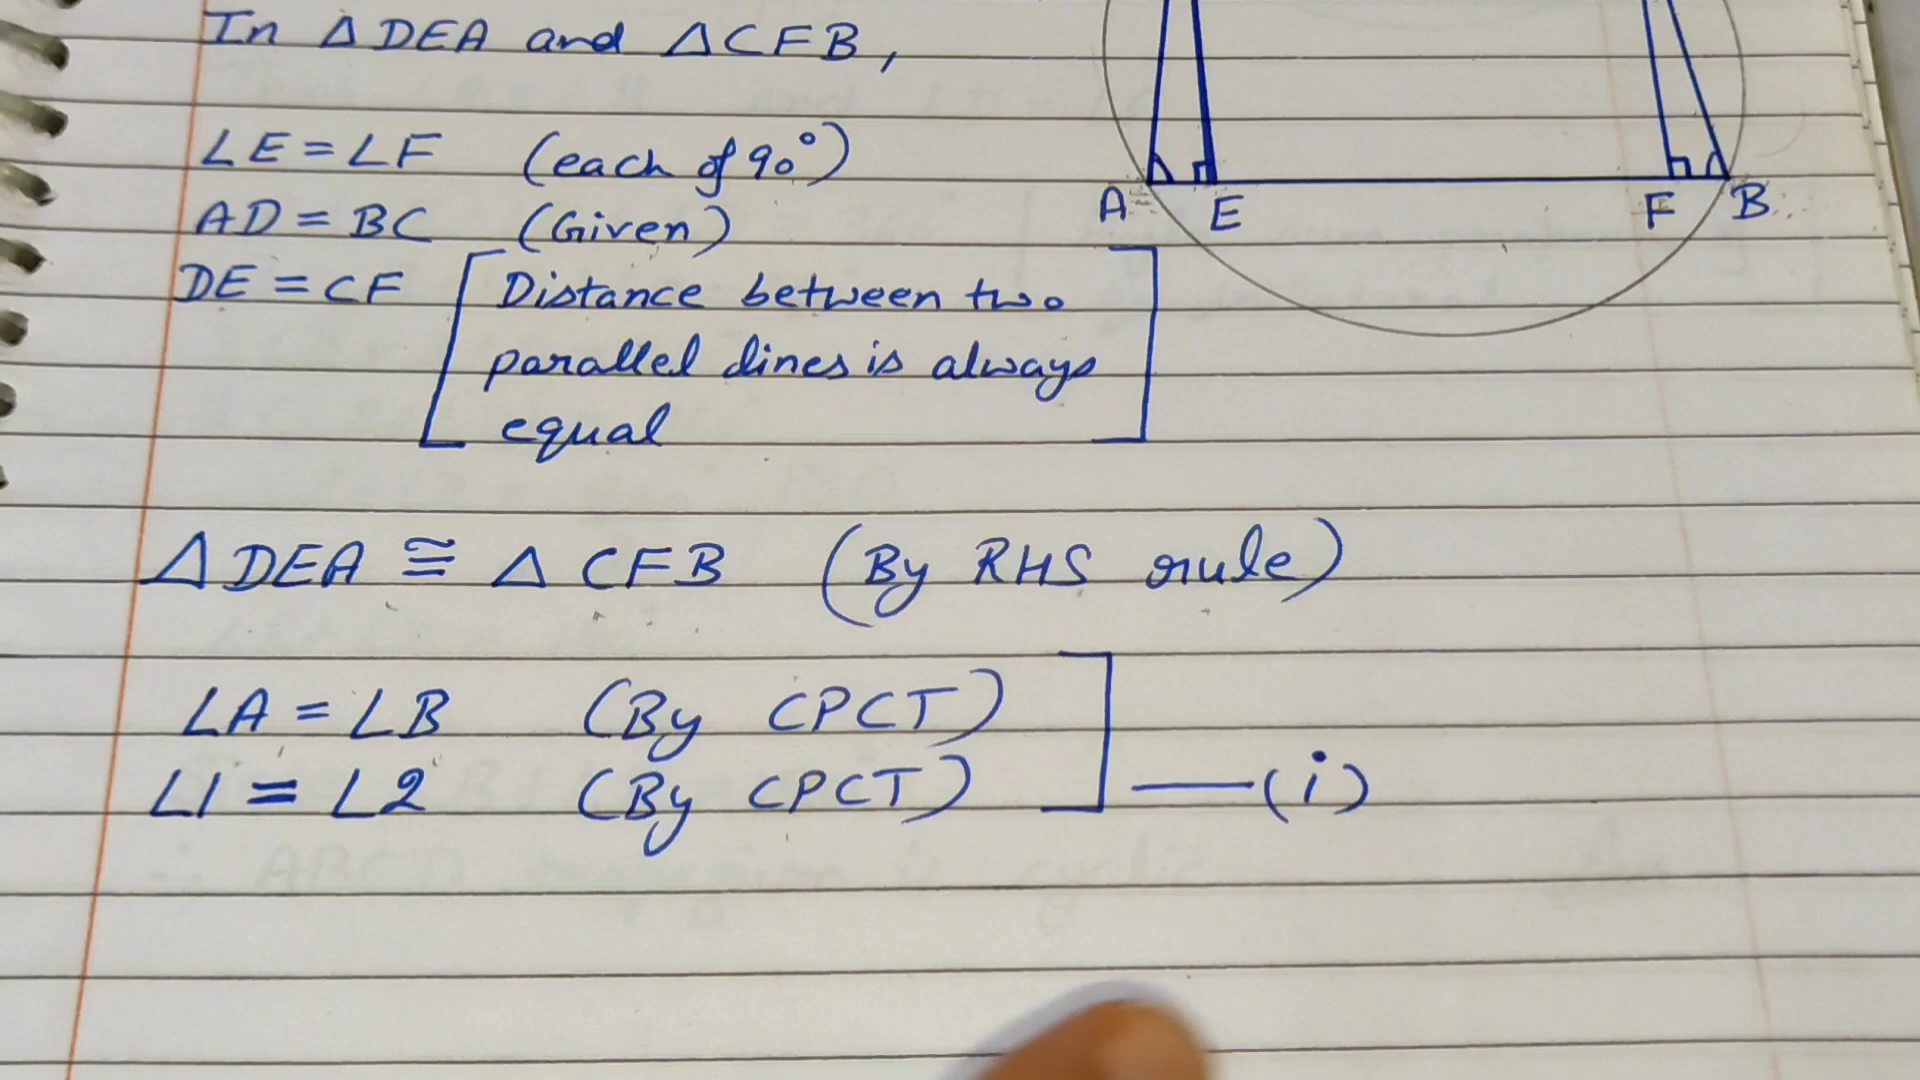 In △DEA and △CFB,
∠E = ∠F (each of 90°)
AD = BC (Given)
DE = CF [Distance between two
parallel lines is always
equal]
△DEA ≅ △CFB (By RHS rule)
∠A = ∠B (By CPCT)
∠1 = ∠2 (By CPCT) ] —(i)
A E F B